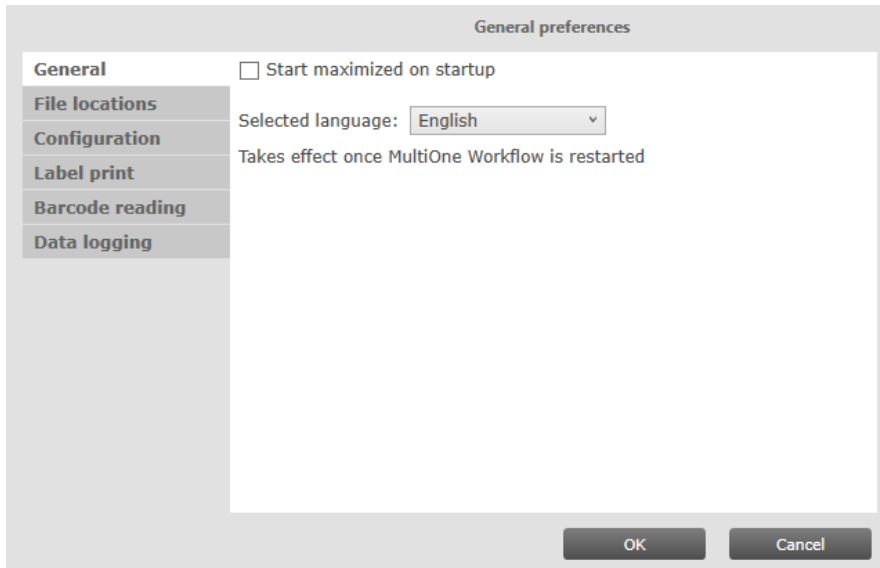 General preferences
General
File locations
Configuration
Label print
Barcode reading
Data logging
Start maximized on startup
Selected language: English
Takes effect once MultiOne Workflow is restarted
OK Cancel